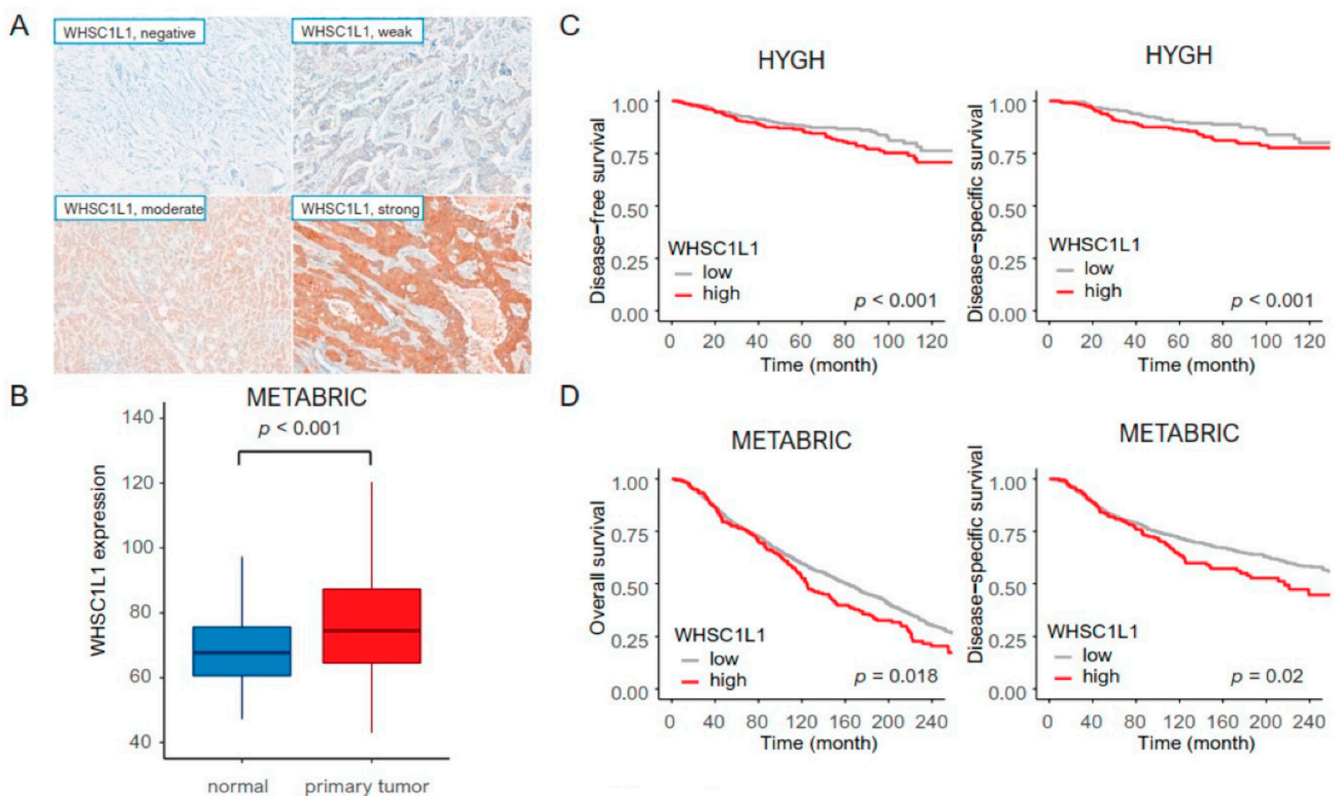 A
WHSC1L1, negative
WHSC1L1, weak
WHSC1L1, moderate
WHSC1L1, strong
B
METABRIC
p < 0.001
WHSC1L1 expression
140
120
100
80
60
40
normal
primary tumor
C
HYGH
Disease-free survival
1.00
0.75
0.50
0.25
0.00
WHSC1L1
low
high
p < 0.001
0 20 40 60 80 100 120
Time (month)
HYGH
Disease-specific survival
1.00
0.75
0.50
0.25
0.00
WHSC1L1
low
high
p < 0.001
0 20 40 60 80 100 120
Time (month)
D
METABRIC
Overall survival
1.00
0.75
0.50
0.25
0.00
WHSC1L1
low
high
p = 0.018
0 40 80 120 160 200 240
Time (month)
METABRIC
Disease-specific survival
1.00
0.75
0.50
0.25
0.00
WHSC1L1
low
high
p = 0.02
0 40 80 120 160 200 240
Time (month)